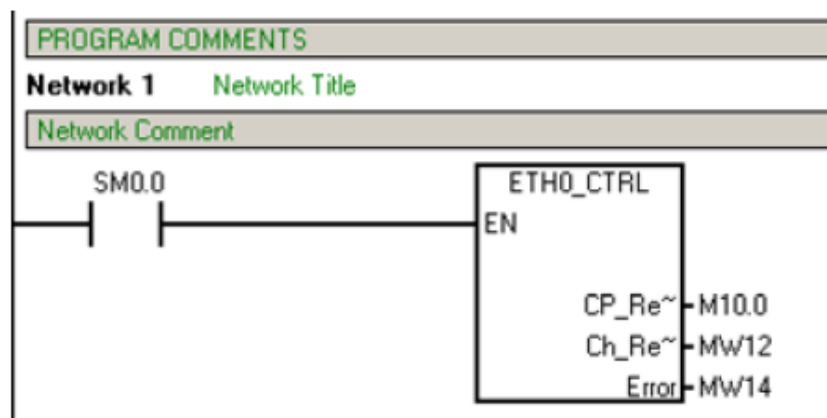 PROGRAM COMMENTS
Network 1 Network Title
Network Comment
SM0.0
ETH0_CTRL
EN
CP_Re~ M10.0
Ch_Re~ MW12
Error MW14